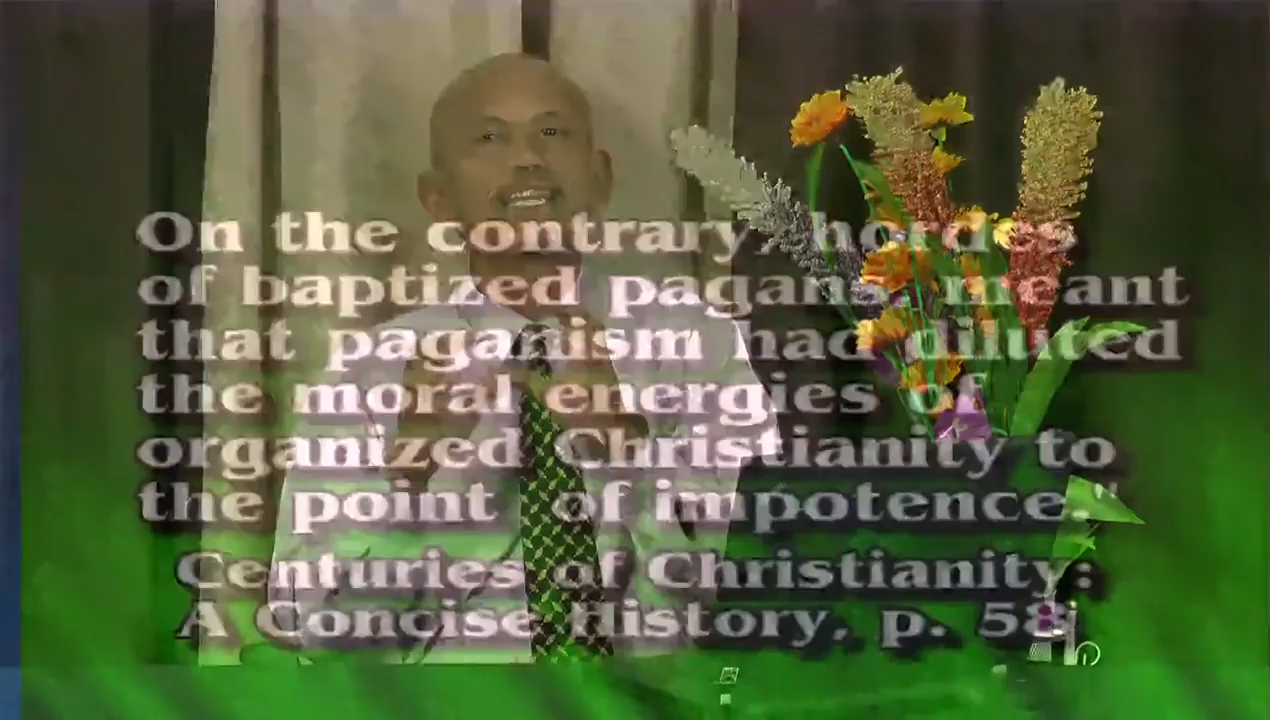 On the contrary, hordes
of baptized pagans meant
that paganism had diluted
the moral energies of
organized Christianity to
the point of impotence."
Centuries of Christianity:
A Concise History, p. 58